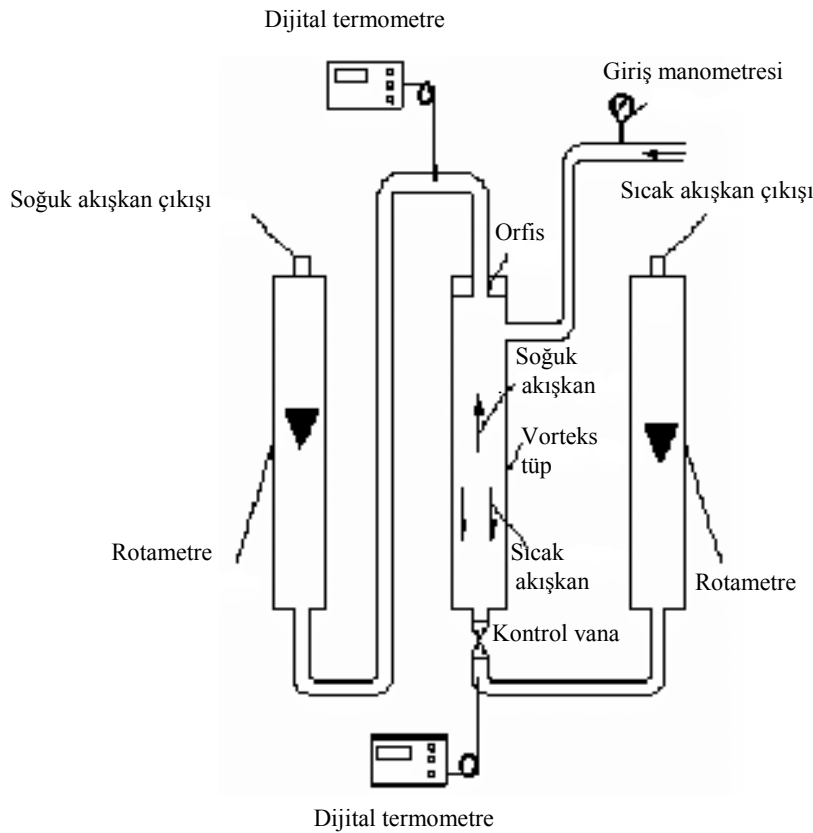 Dijital termometre
Giriş manometresi
Soğuk akışkan çıkışı
Sıcak akışkan çıkışı
Orfis
Soğuk
akışkan
Vorteks
tüp
Rotametre
Sıcak
akışkan
Rotametre
Kontrol vana
Dijital termometre